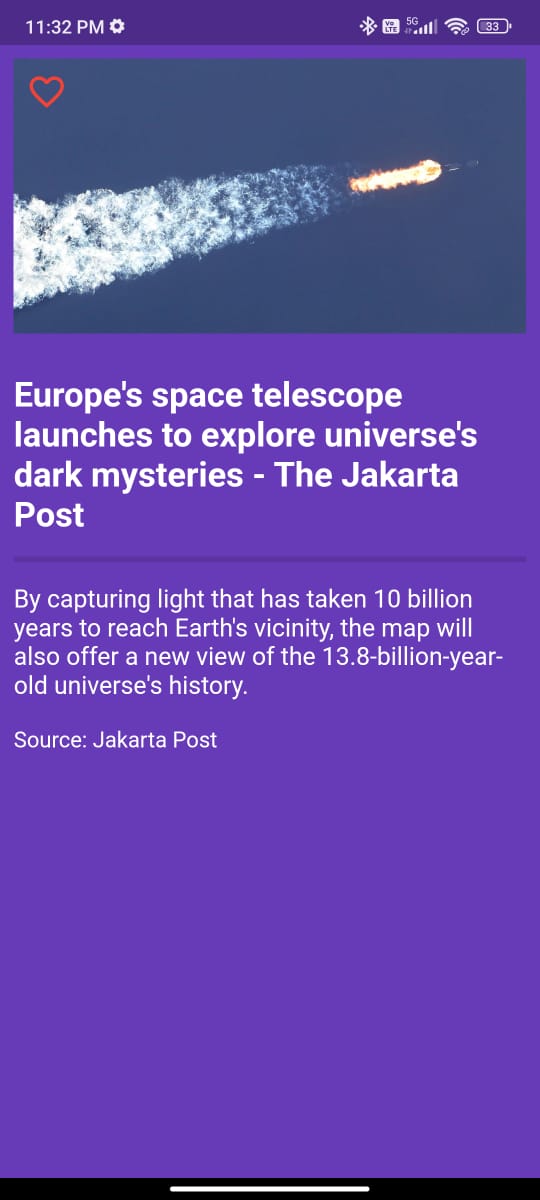 11:32 PM
Vo LTE
5G
33
Europe's space telescope
launches to explore universe's
dark mysteries - The Jakarta
Post
By capturing light that has taken 10 billion
years to reach Earth's vicinity, the map will
also offer a new view of the 13.8-billion-year-
old universe's history.
Source: Jakarta Post